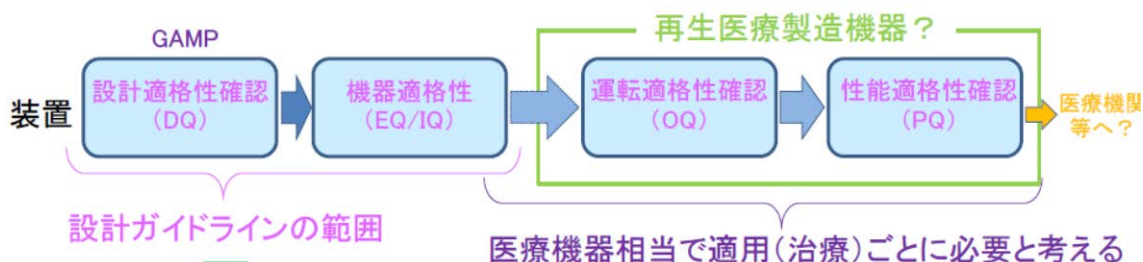 再生医療製造機器？
GAMP
装置
設計適格性確認
（DQ）
機器適格性
（EQ/IQ）
運転適格性確認
（OQ）
性能適格性確認
（PQ）
医療機関
等へ？
設計ガイドラインの範囲
医療機器相当で適用（治療）ごとに必要と考える